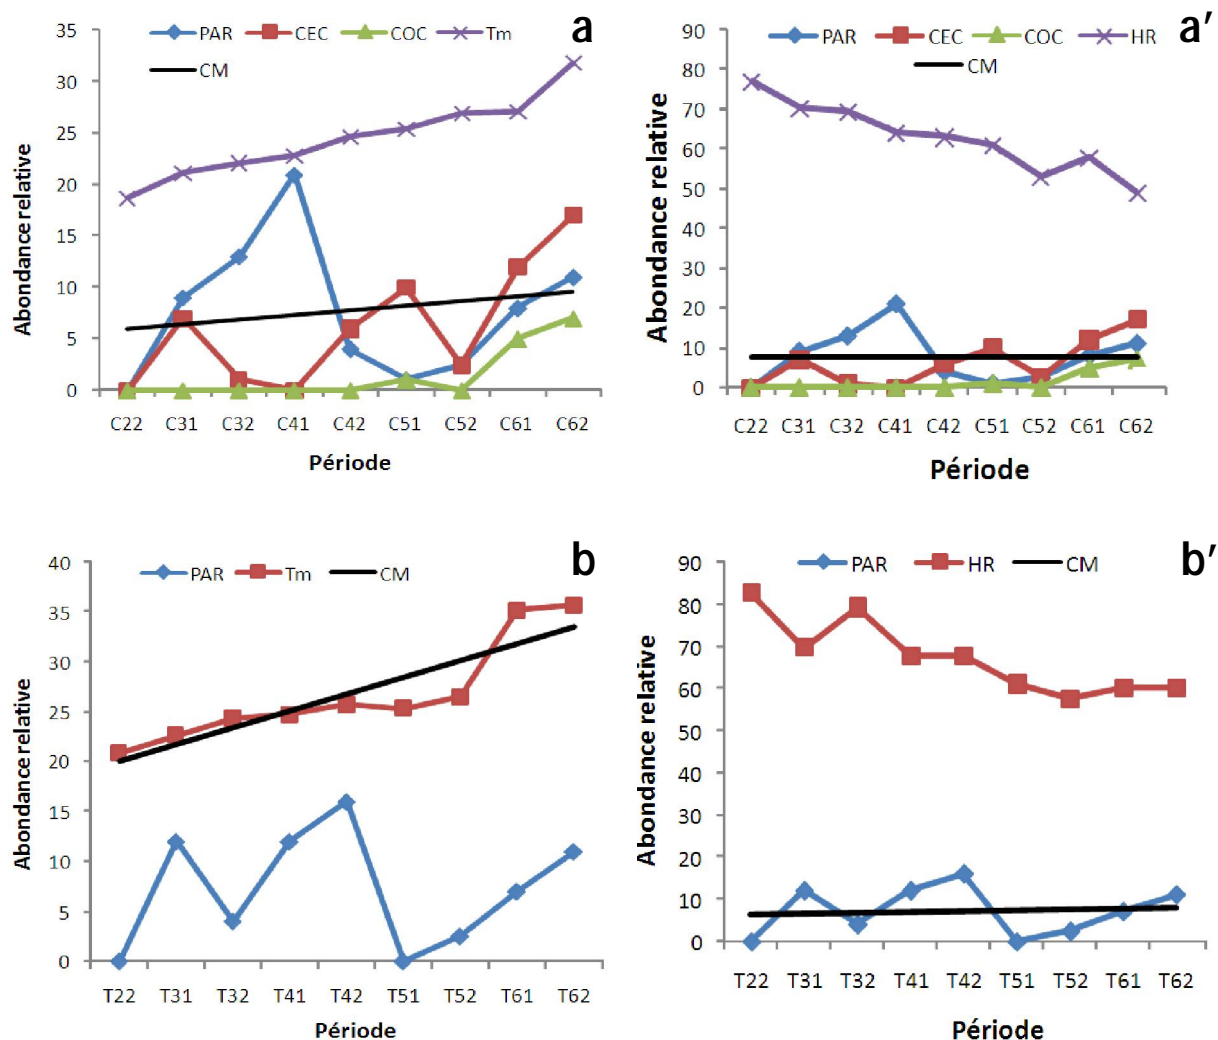 a
PAR CEC COC Tm
CM
35
30
25
20
15
10
5
0
Abondance relative
C22 C31 C32 C41 C42 C51 C52 C61 C62
Période
a'
PAR CEC COC HR
CM
90
80
70
60
50
40
30
20
10
0
Abondance relative
C22 C31 C32 C41 C42 C51 C52 C61 C62
Période
b
PAR Tm CM
40
35
30
25
20
15
10
5
0
Abondance relative
T22 T31 T32 T41 T42 T51 T52 T61 T62
Période
b'
PAR HR CM
90
80
70
60
50
40
30
20
10
0
Abondance relative
T22 T31 T32 T41 T42 T51 T52 T61 T62
Période